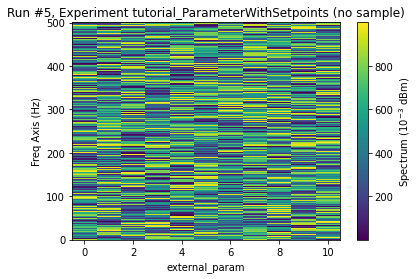 Run #5, Experiment tutorial_ParameterWithSetpoints (no sample)
500
400
300
200
100
0
Freq Axis (Hz)
0 2 4 6 8 10
external_param
800
600
400
200
Spectrum (10⁻³ dBm)